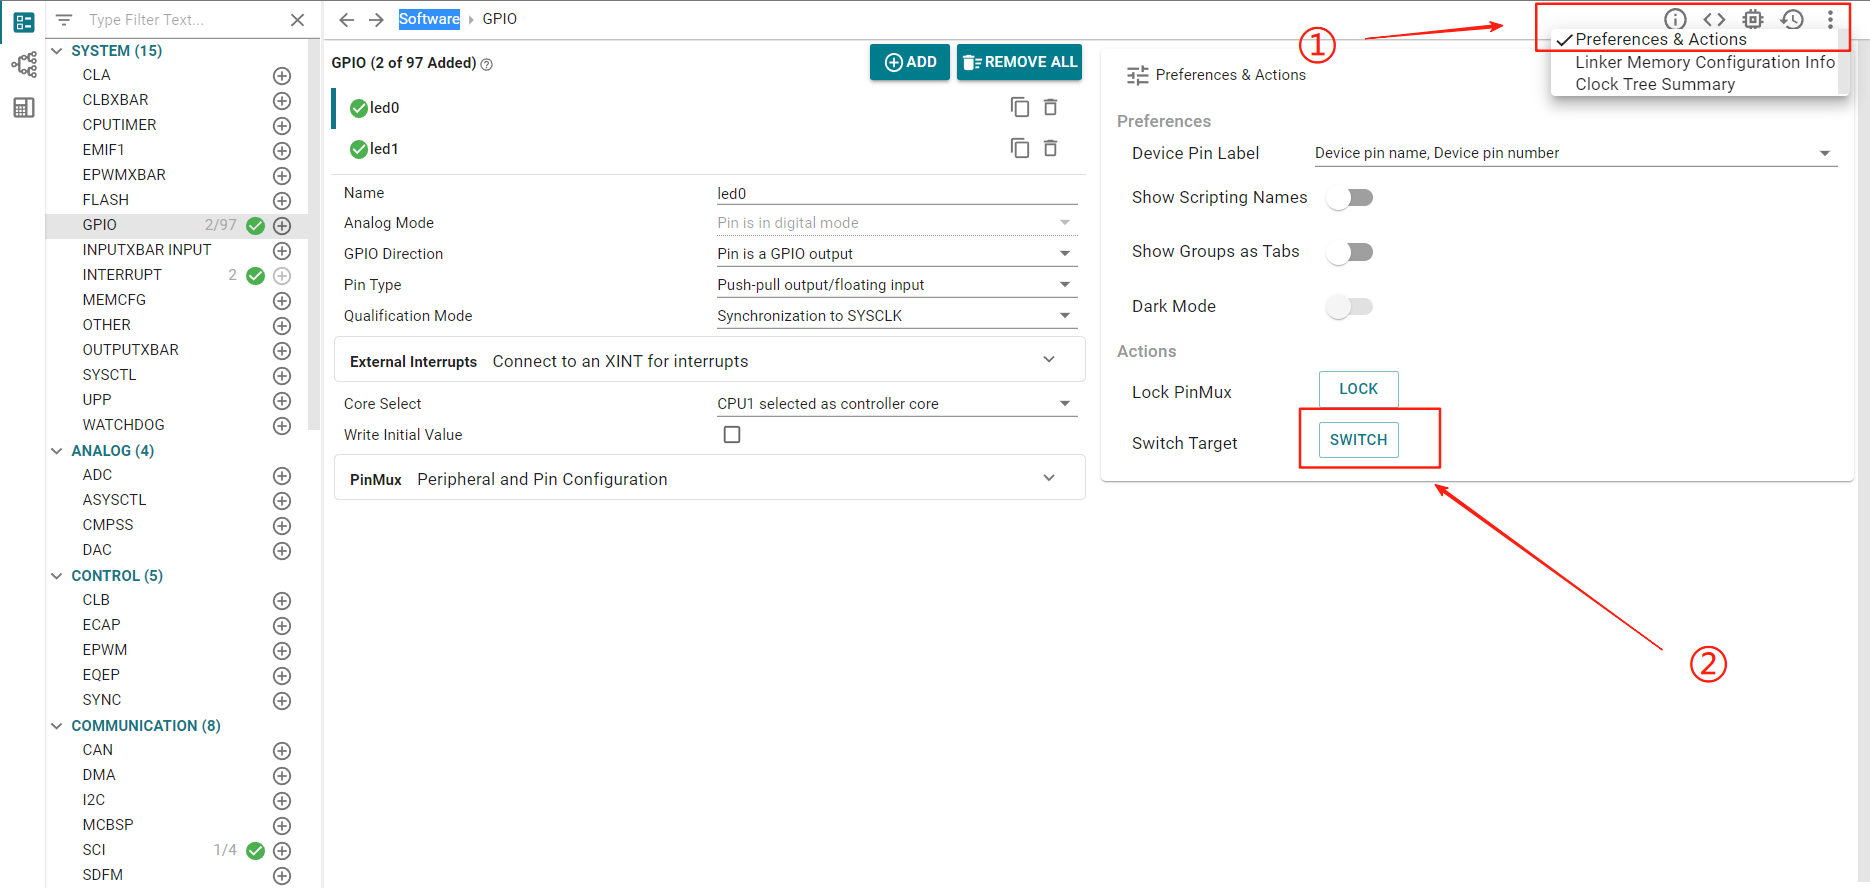 Type Filter Text...
SYSTEM (15)
CLA
CLBXBAR
CPUTIMER
EMIF1
EPWMXBAR
FLASH
GPIO 2/97
INPUTXBAR INPUT
INTERRUPT 2
MEMCFG
OTHER
OUTPUTXBAR
SYSCTL
UPP
WATCHDOG
ANALOG (4)
ADC
ASYSCTL
CMPSS
DAC
CONTROL (5)
CLB
ECAP
EPWM
EQEP
SYNC
COMMUNICATION (8)
CAN
DMA
I2C
MCBSP
SCI 1/4
SDFM
Software › GPIO
GPIO (2 of 97 Added)
ADD
REMOVE ALL
led0
led1
Name led0
Analog Mode Pin is in digital mode
GPIO Direction Pin is a GPIO output
Pin Type Push-pull output/floating input
Qualification Mode Synchronization to SYSCLK
External Interrupts Connect to an XINT for interrupts
Core Select CPU1 selected as controller core
Write Initial Value
PinMux Peripheral and Pin Configuration
①
Preferences & Actions
Linker Memory Configuration Info
Clock Tree Summary
Preferences & Actions
Preferences
Device Pin Label Device pin name, Device pin number
Show Scripting Names
Show Groups as Tabs
Dark Mode
Actions
Lock PinMux LOCK
Switch Target SWITCH
②